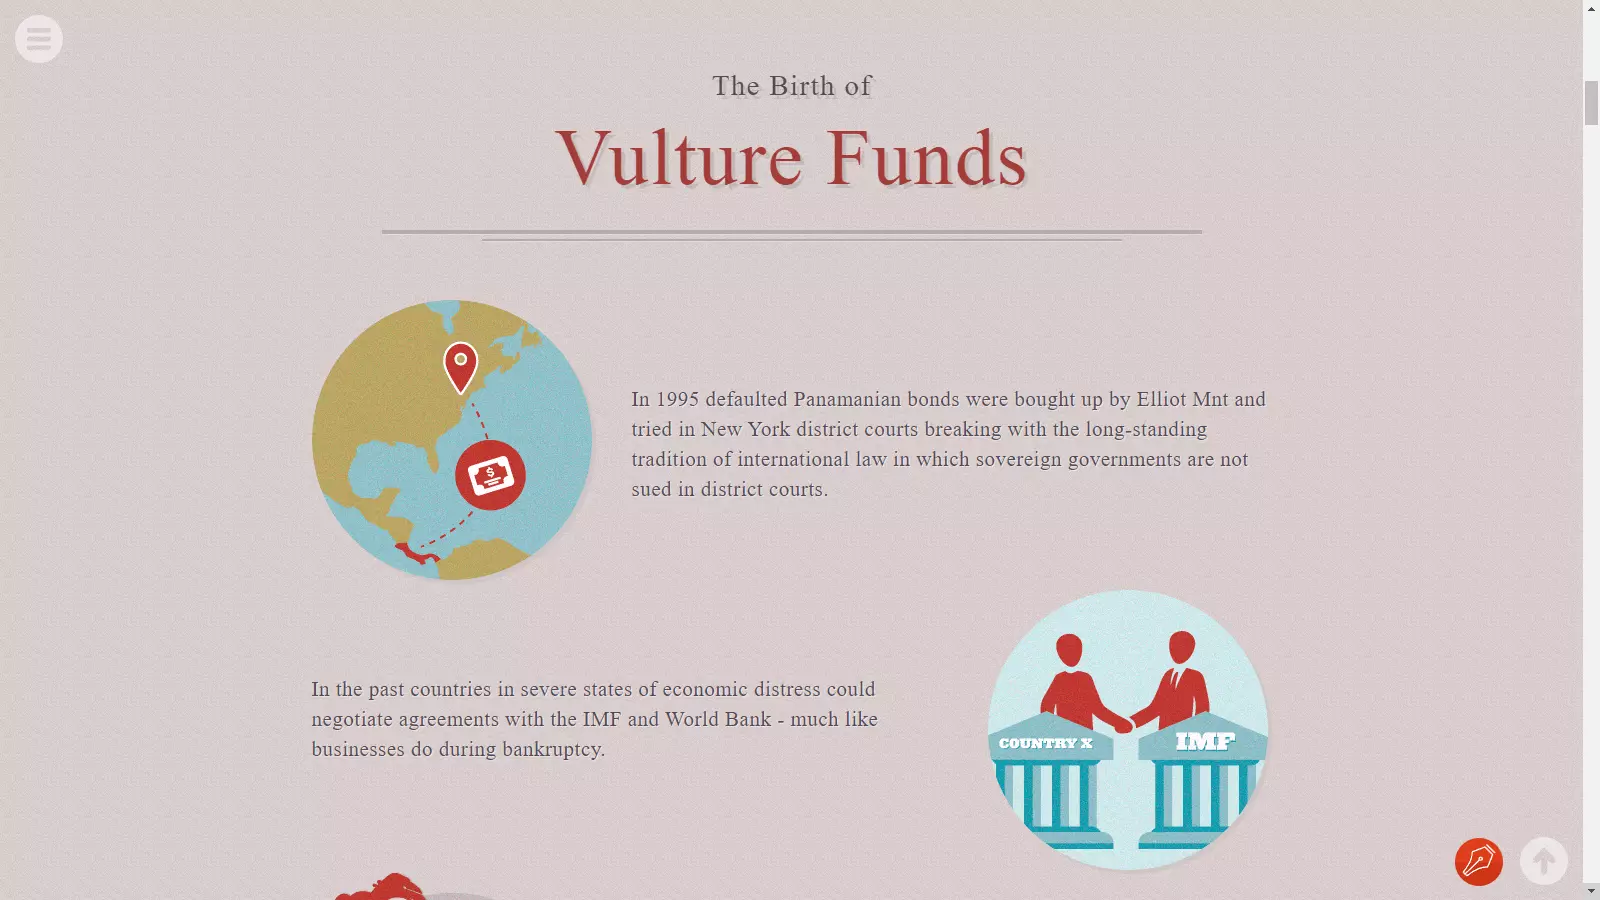 The Birth of
Vulture Funds
In 1995 defaulted Panamanian bonds were bought up by Elliot Mnt and
tried in New York district courts breaking with the long-standing
tradition of international law in which sovereign governments are not
sued in district courts.
$
In the past countries in severe states of economic distress could
negotiate agreements with the IMF and World Bank - much like
businesses do during bankruptcy.
COUNTRY X
IMF